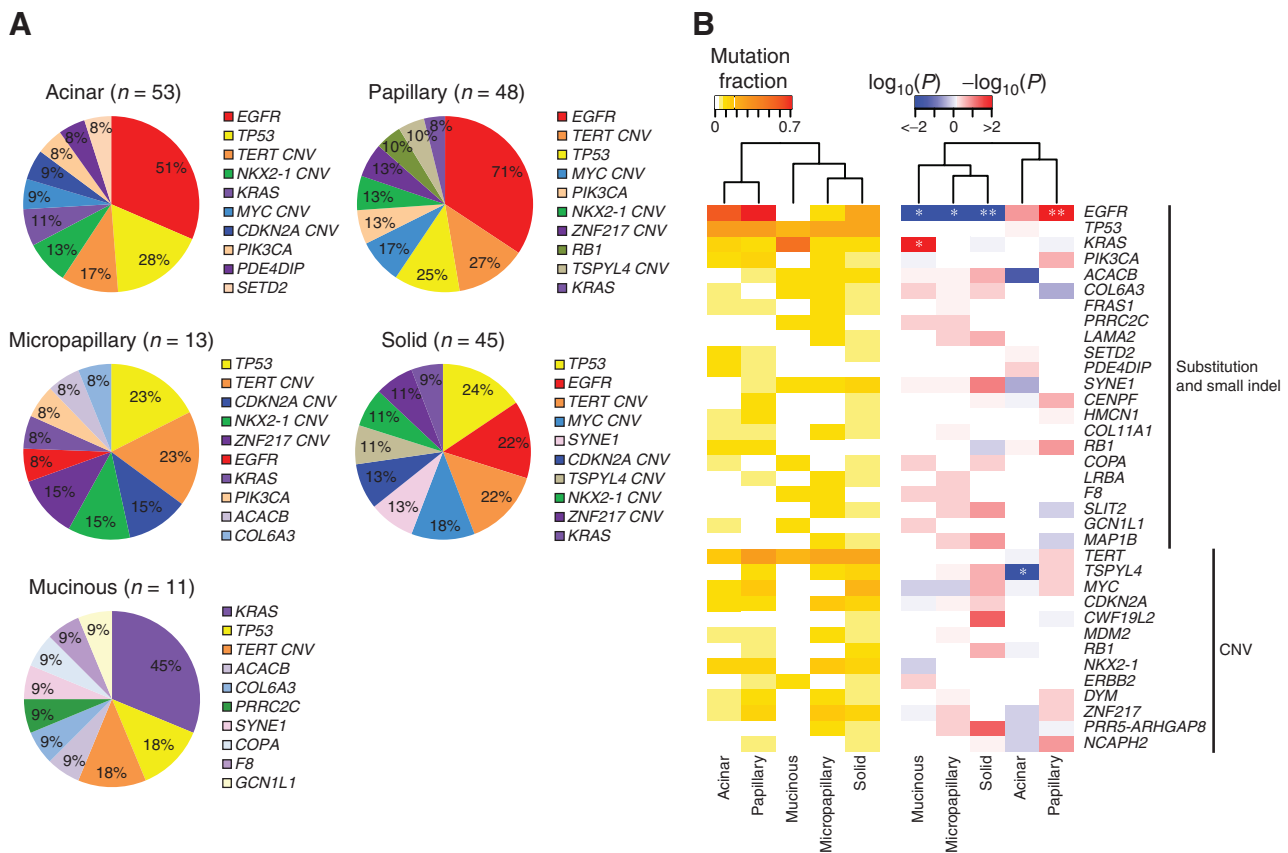 A
Acinar (n = 53)
51%
28%
17%
13%
11%
9%
9%
8%
8%
8%
EGFR
TP53
TERT CNV
NKX2-1 CNV
KRAS
MYC CNV
CDKN2A CNV
PIK3CA
PDE4DIP
SETD2
Papillary (n = 48)
71%
27%
25%
17%
13%
13%
13%
10%
10%
8%
EGFR
TERT CNV
TP53
MYC CNV
PIK3CA
NKX2-1 CNV
ZNF217 CNV
RB1
TSPYL4 CNV
KRAS
Micropapillary (n = 13)
23%
23%
15%
15%
15%
8%
8%
8%
8%
8%
TP53
TERT CNV
CDKN2A CNV
NKX2-1 CNV
ZNF217 CNV
EGFR
KRAS
PIK3CA
ACACB
COL6A3
Solid (n = 45)
24%
22%
22%
18%
13%
13%
11%
11%
11%
9%
TP53
EGFR
TERT CNV
MYC CNV
SYNE1
CDKN2A CNV
TSPYL4 CNV
NKX2-1 CNV
ZNF217 CNV
KRAS
Mucinous (n = 11)
45%
18%
18%
9%
9%
9%
9%
9%
9%
9%
KRAS
TP53
TERT CNV
ACACB
COL6A3
PRRC2C
SYNE1
COPA
F8
GCN1L1
B
Mutation
fraction
0 0.7
log10(P) −log10(P)
<−2 0 >2
* * ** **
*
*
EGFR
TP53
KRAS
PIK3CA
ACACB
COL6A3
FRAS1
PRRC2C
LAMA2
SETD2
PDE4DIP
SYNE1
CENPF
HMCN1
COL11A1
RB1
COPA
LRBA
F8
SLIT2
GCN1L1
MAP1B
TERT
TSPYL4
MYC
CDKN2A
CWF19L2
MDM2
RB1
NKX2-1
ERBB2
DYM
ZNF217
PRR5-ARHGAP8
NCAPH2
Substitution
and small indel
CNV
Acinar
Papillary
Mucinous
Micropapillary
Solid
Mucinous
Micropapillary
Solid
Acinar
Papillary